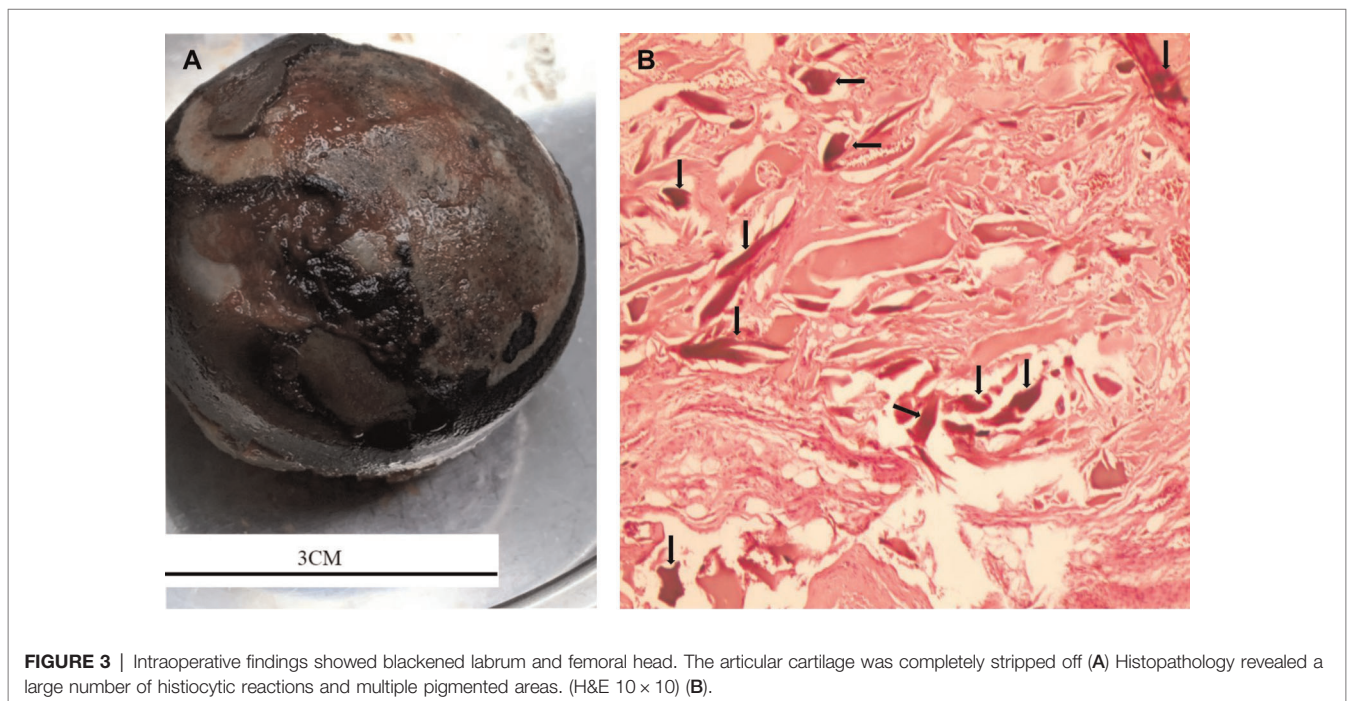 A
B
3CM
FIGURE 3 | Intraoperative findings showed blackened labrum and femoral head. The articular cartilage was completely stripped off (A) Histopathology revealed a
large number of histiocytic reactions and multiple pigmented areas. (H&E 10 × 10) (B).